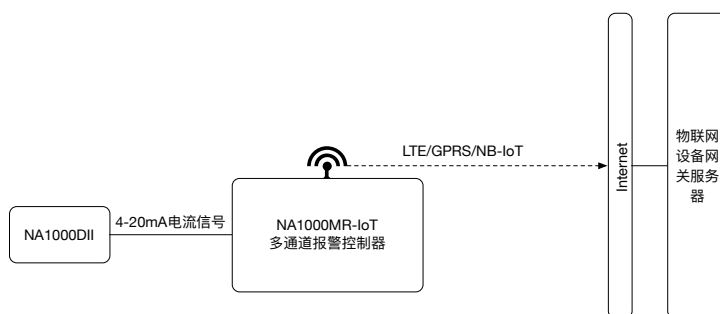 NA1000DII
4-20mA电流信号
NA1000MR-IoT
多通道报警控制器
LTE/GPRS/NB-IoT
Internet
物联网
设备网
关服务
器